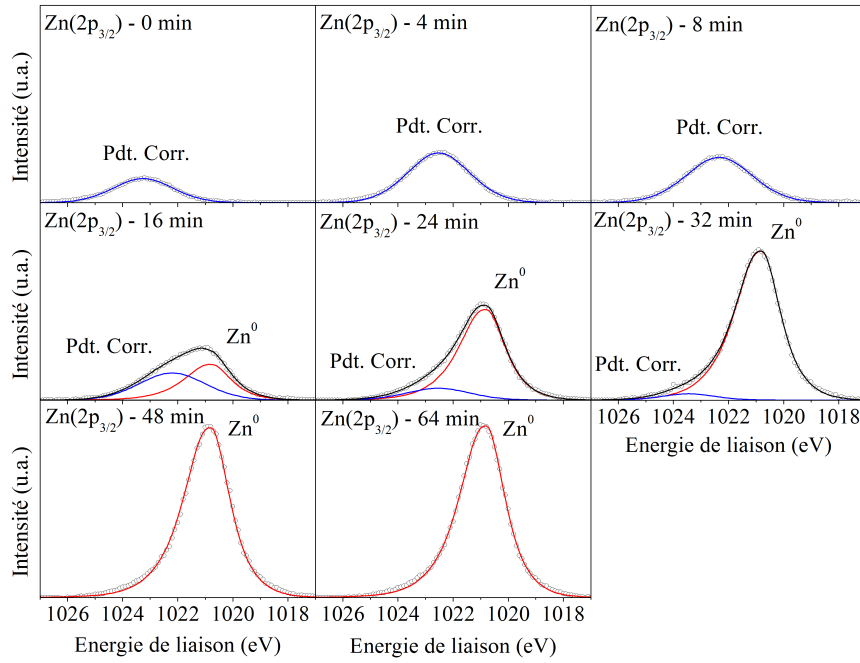 Zn(2p3/2) - 0 min
Zn(2p3/2) - 4 min
Zn(2p3/2) - 8 min
Intensité (u.a.)
Pdt. Corr.
Pdt. Corr.
Pdt. Corr.
Zn(2p3/2) - 16 min
Zn(2p3/2) - 24 min
Zn(2p3/2) - 32 min
Intensité (u.a.)
Pdt. Corr.
Zn0
Pdt. Corr.
Zn0
Pdt. Corr.
Zn0
1026 1024 1021 1020 1018
Energie de liaison (eV)
Zn(2p3/2) - 48 min
Zn(2p3/2) - 64 min
Intensité (u.a.)
Zn0
Zn0
1026 1024 1021 1020 1018
1026 1024 1021 1020 1018
Energie de liaison (eV)
Energie de liaison (eV)